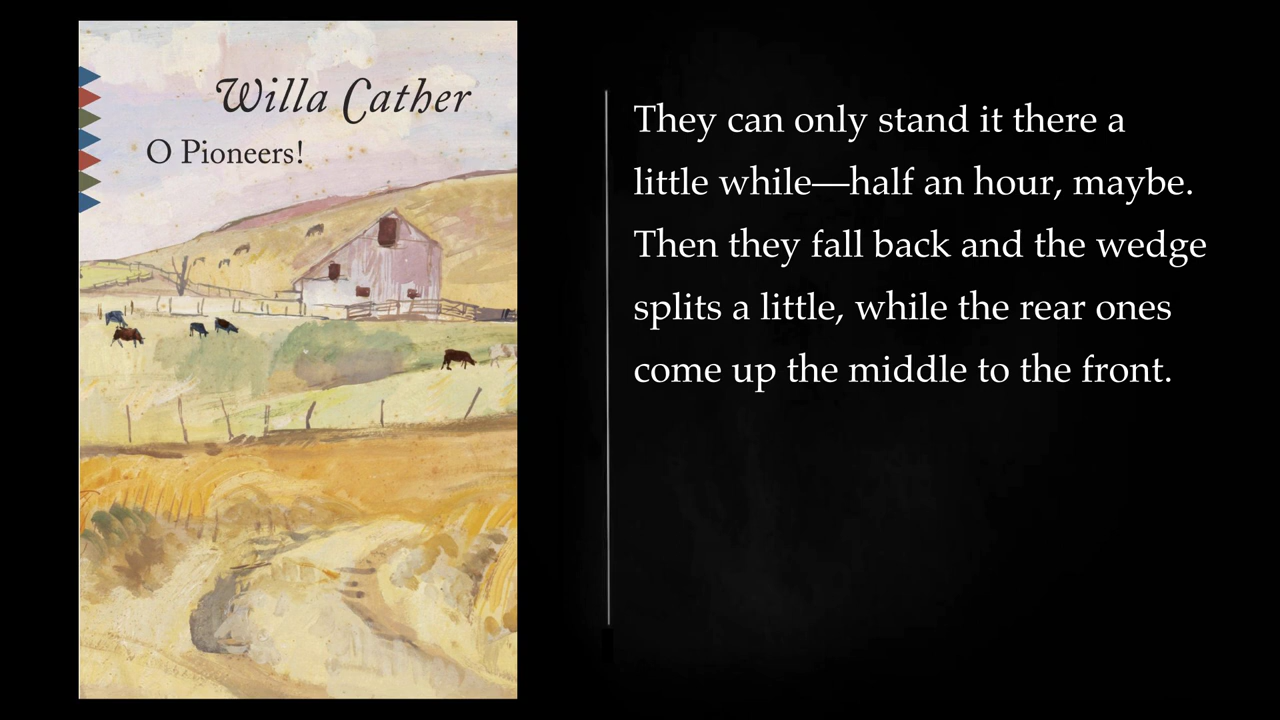 Willa Cather
O Pioneers!
They can only stand it there a
little while—half an hour, maybe.
Then they fall back and the wedge
splits a little, while the rear ones
come up the middle to the front.